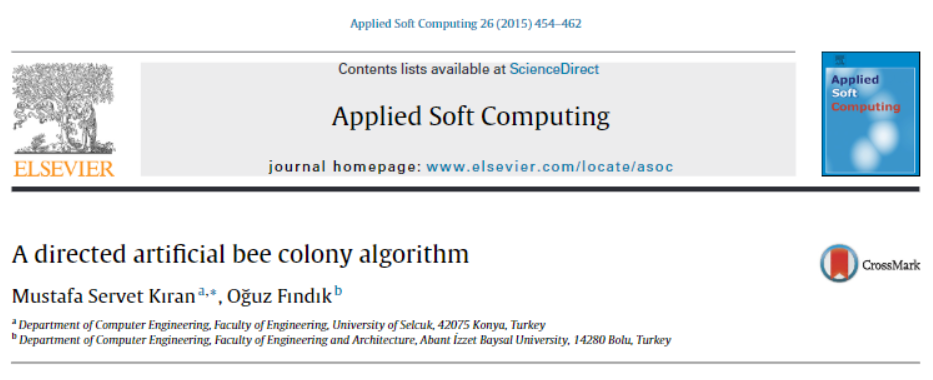 Applied Soft Computing 26 (2015) 454–462
Contents lists available at ScienceDirect
Applied Soft Computing
journal homepage: www.elsevier.com/locate/asoc
ELSEVIER
Applied
Soft
Computing
A directed artificial bee colony algorithm
CrossMark
Mustafa Servet Kıran a,*, Oğuz Fındık b
a Department of Computer Engineering, Faculty of Engineering, University of Selcuk, 42075 Konya, Turkey
b Department of Computer Engineering, Faculty of Engineering and Architecture, Abant İzzet Baysal University, 14280 Bolu, Turkey